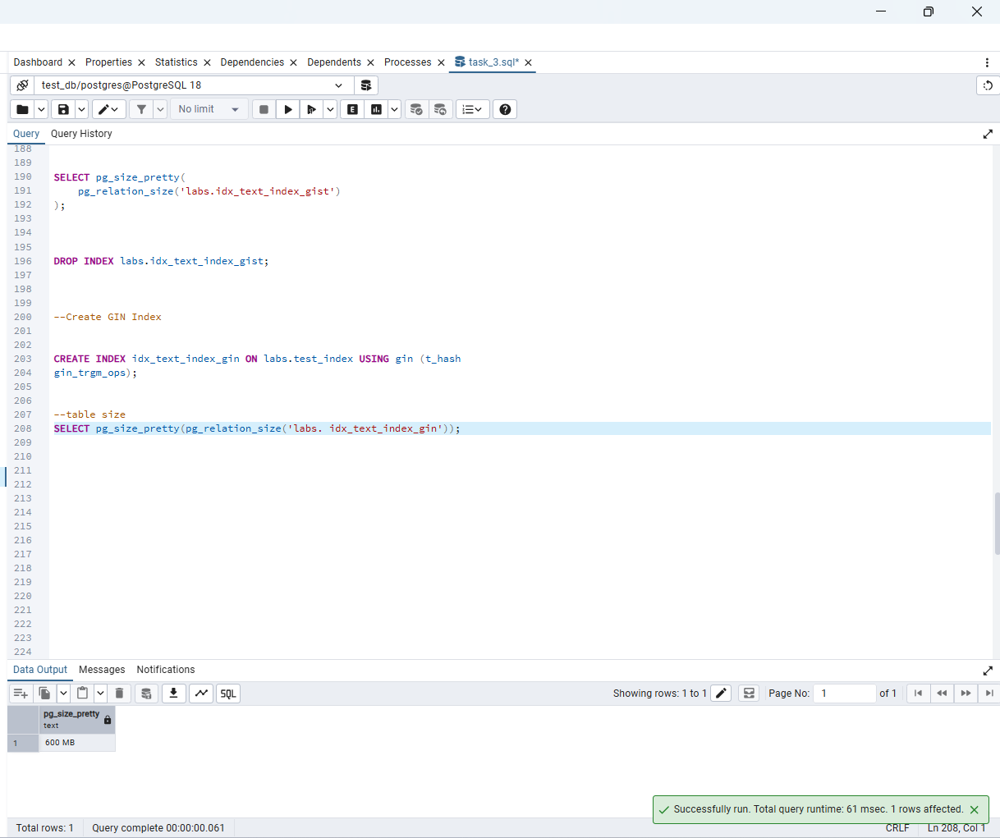 Dashboard Properties Statistics Dependencies Dependents Processes task_3.sql*
test_db/postgres@PostgreSQL 18
No limit
E
Query Query History
188
189
190 SELECT pg_size_pretty(
191     pg_relation_size('labs.idx_text_index_gist')
192 );
193
194
195
196 DROP INDEX labs.idx_text_index_gist;
197
198
199
200 --Create GIN Index
201
202
203 CREATE INDEX idx_text_index_gin ON labs.test_index USING gin (t_hash
204 gin_trgm_ops);
205
206
207 --table size
208 SELECT pg_size_pretty(pg_relation_size('labs. idx_text_index_gin'));
209
210
211
212
213
214
215
216
217
218
219
220
221
222
223
224
Data Output Messages Notifications
SQL Showing rows: 1 to 1 Page No: 1 of 1
pg_size_pretty
text
1 600 MB
Successfully run. Total query runtime: 61 msec. 1 rows affected.
Total rows: 1 Query complete 00:00:00.061 CRLF Ln 208, Col 1